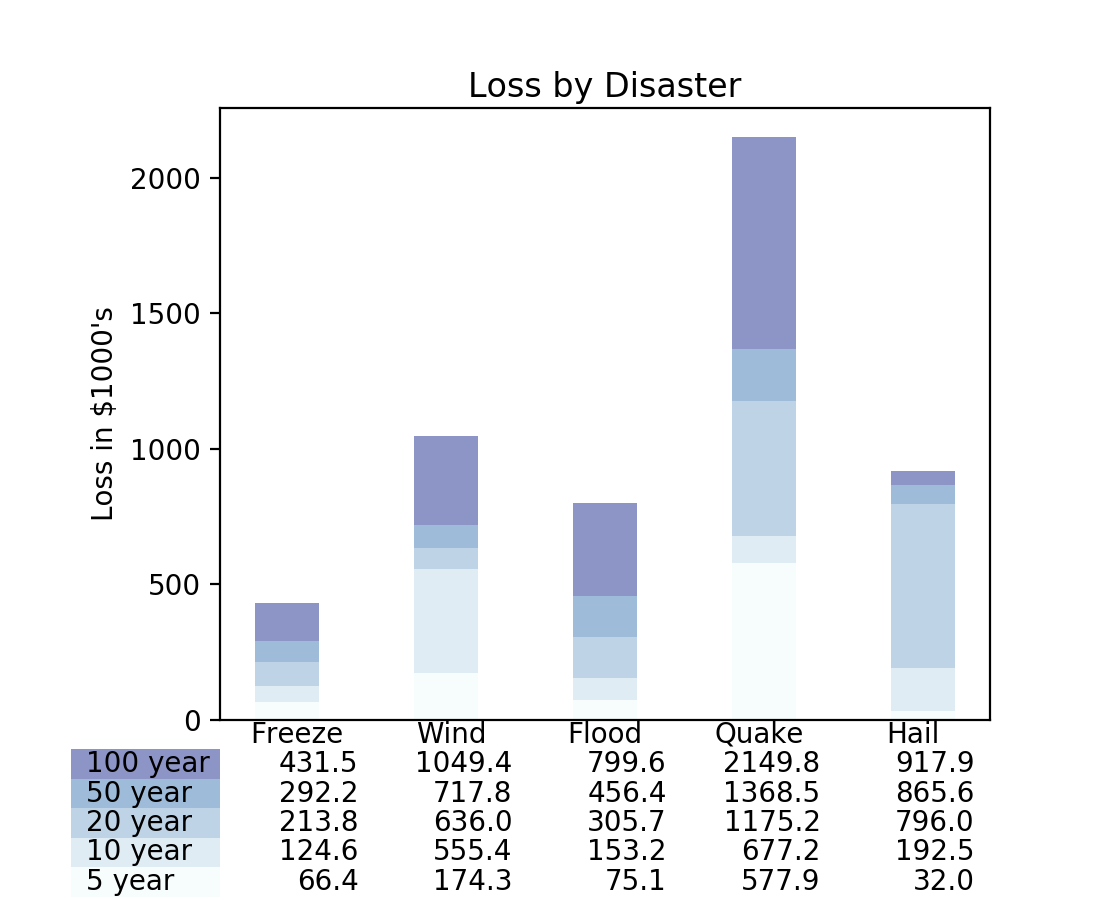 Loss by Disaster
Loss in $1000's
2000
1500
1000
500
0
Freeze Wind Flood Quake Hail
100 year 431.5 1049.4 799.6 2149.8 917.9
50 year 292.2 717.8 456.4 1368.5 865.6
20 year 213.8 636.0 305.7 1175.2 796.0
10 year 124.6 555.4 153.2 677.2 192.5
5 year 66.4 174.3 75.1 577.9 32.0